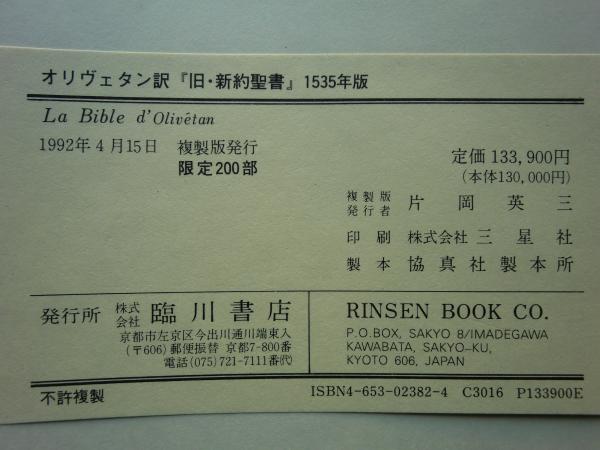 オリヴェタン訳『旧・新約聖書』1535年版
La Bible d'Olivétan
1992年4月15日 複製版発行
限定200部
定価 133,900円
（本体130,000円）
複製版発行者 片岡英三
印刷 株式会社 三星社
製本 協真社製本所
発行所 株式会社 臨川書店
京都市左京区今出川通川端東入
（〒606）郵便振替 京都7-800番
電話（075）721-7111番㈹
RINSEN BOOK CO.
P.O.BOX, SAKYO 8/IMADEGAWA
KAWABATA, SAKYO-KU,
KYOTO 606, JAPAN
不許複製
ISBN4-653-02382-4 C3016 P133900E